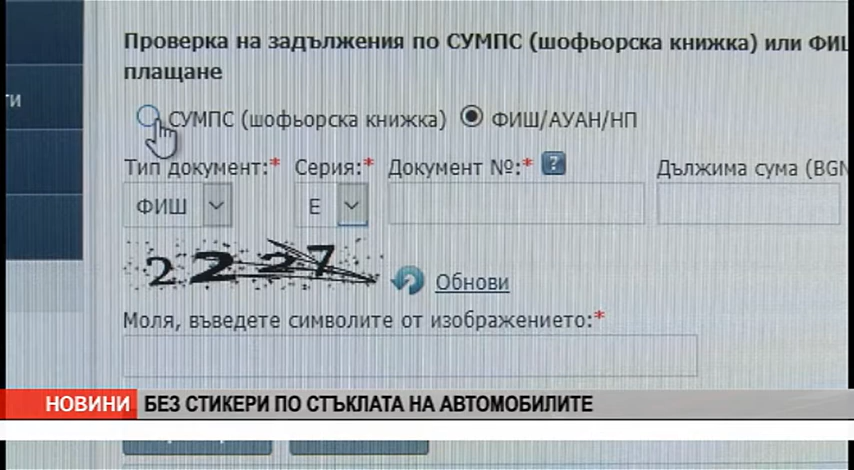 Проверка на задължения по СУМПС (шофьорска книжка) или
плащане
СУМПС (шофьорска книжка) ФИШ/АУАН/НП
Тип документ:* Серия:* Документ №:* ? Дължима сума (BGN
ФИШ Е
2227
Обнови
Моля, въведете символите от изображението:*
НОВИНИ БЕЗ СТИКЕРИ ПО СТЪКЛАТА НА АВТОМОБИЛИТЕ